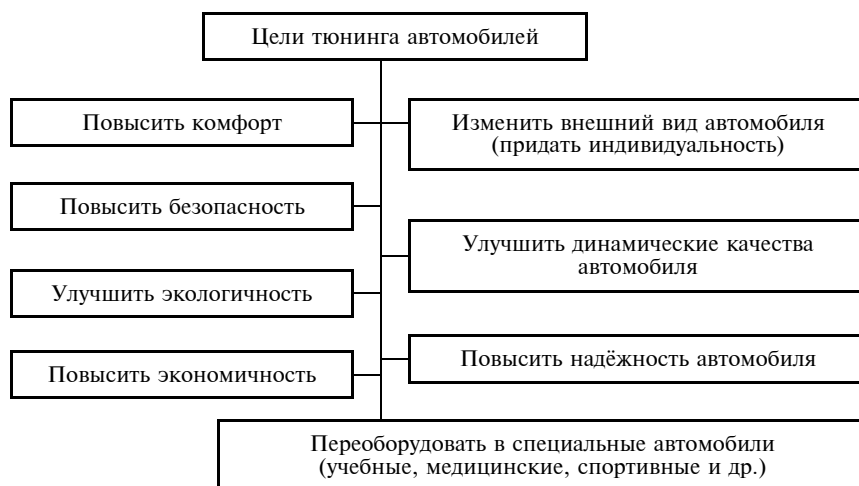 Цели тюнинга автомобилей
Повысить комфорт
Изменить внешний вид автомобиля
(придать индивидуальность)
Повысить безопасность
Улучшить динамические качества
автомобиля
Улучшить экологичность
Повысить надёжность автомобиля
Повысить экономичность
Переоборудовать в специальные автомобили
(учебные, медицинские, спортивные и др.)